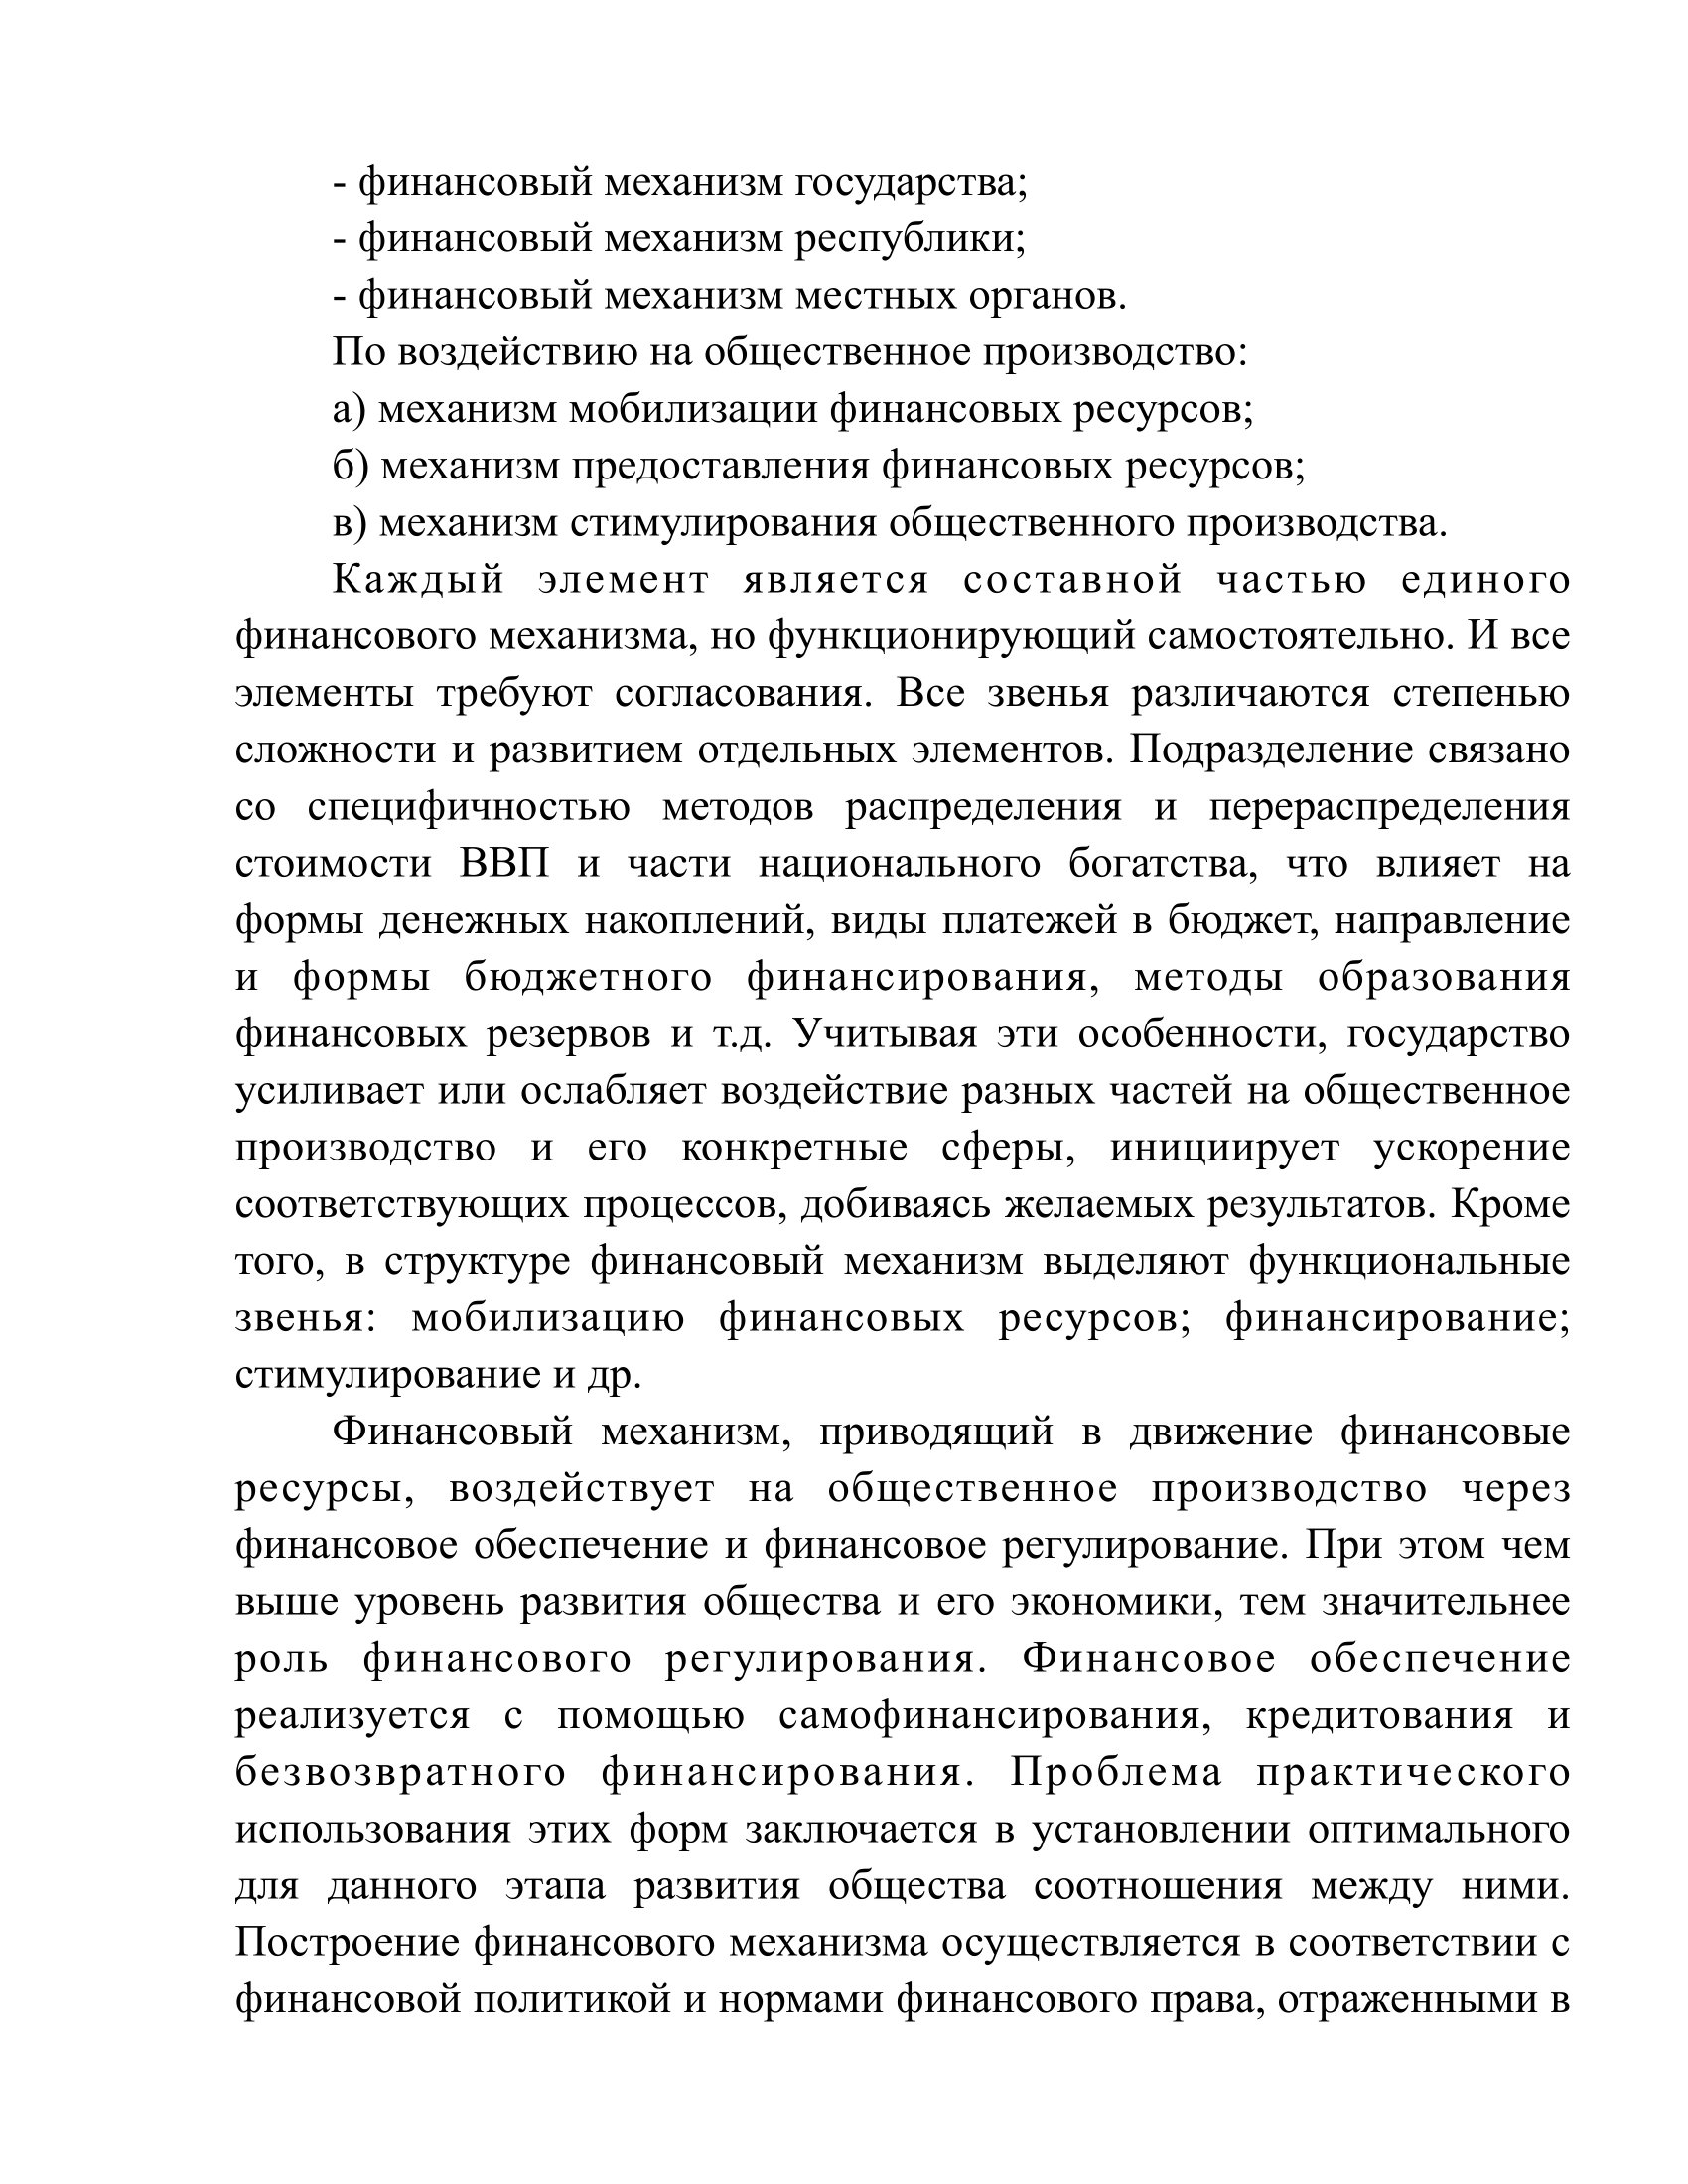 - финансовый механизм государства;
- финансовый механизм республики;
- финансовый механизм местных органов.
По воздействию на общественное производство:
а) механизм мобилизации финансовых ресурсов;
б) механизм предоставления финансовых ресурсов;
в) механизм стимулирования общественного производства.
Каждый элемент является составной частью единого
финансового механизма, но функционирующий самостоятельно. И все
элементы требуют согласования. Все звенья различаются степенью
сложности и развитием отдельных элементов. Подразделение связано
со специфичностью методов распределения и перераспределения
стоимости ВВП и части национального богатства, что влияет на
формы денежных накоплений, виды платежей в бюджет, направление
и формы бюджетного финансирования, методы образования
финансовых резервов и т.д. Учитывая эти особенности, государство
усиливает или ослабляет воздействие разных частей на общественное
производство и его конкретные сферы, инициирует ускорение
соответствующих процессов, добиваясь желаемых результатов. Кроме
того, в структуре финансовый механизм выделяют функциональные
звенья: мобилизацию финансовых ресурсов; финансирование;
стимулирование и др.
Финансовый механизм, приводящий в движение финансовые
ресурсы, воздействует на общественное производство через
финансовое обеспечение и финансовое регулирование. При этом чем
выше уровень развития общества и его экономики, тем значительнее
роль финансового регулирования. Финансовое обеспечение
реализуется с помощью самофинансирования, кредитования и
безвозвратного финансирования. Проблема практического
использования этих форм заключается в установлении оптимального
для данного этапа развития общества соотношения между ними.
Построение финансового механизма осуществляется в соответствии с
финансовой политикой и нормами финансового права, отраженными в